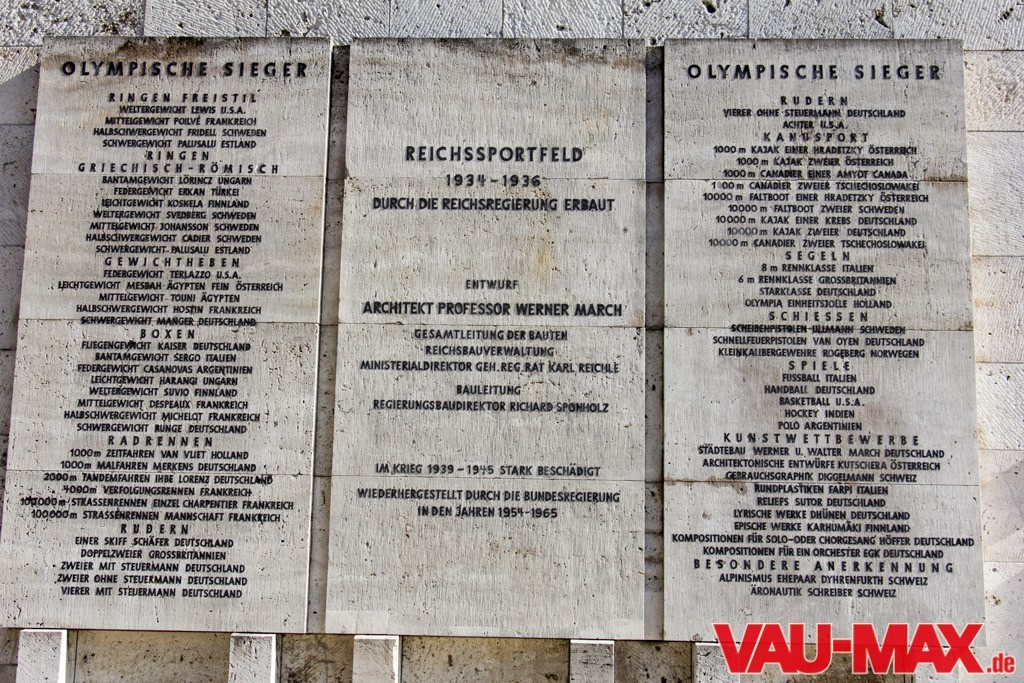 OLYMPISCHE SIEGER
RINGEN FREISTIL
WELTERGEWICHT LEWIS U.S.A.
MITTELGEWICHT POILVÉ FRANKREICH
HALBSCHWERGEWICHT FRIDELL SCHWEDEN
SCHWERGEWICHT PALUSALU ESTLAND
RINGEN
GRIECHISCH-RÖMISCH
BANTAMGEWICHT LÖRINCZ UNGARN
FEDERGEWICHT ERKAN TÜRKEI
LEICHTGEWICHT KOSKELA FINNLAND
WELTERGEWICHT SVEDBERG SCHWEDEN
MITTELGEWICHT JOHANSSON SCHWEDEN
HALBSCHWERGEWICHT CADIER SCHWEDEN
SCHWERGEWICHT PALUSALU ESTLAND
GEWICHTHEBEN
FEDERGEWICHT TERLAZZO U.S.A.
LEICHTGEWICHT MESBAH ÄGYPTEN FEIN ÖSTERREICH
MITTELGEWICHT TOUNI ÄGYPTEN
HALBSCHWERGEWICHT HOSTIN FRANKREICH
SCHWERGEWICHT MANGER DEUTSCHLAND
BOXEN
FLIEGENGEWICHT KAISER DEUTSCHLAND
BANTAMGEWICHT SERGO ITALIEN
FEDERGEWICHT CASANOVAS ARGENTINIEN
LEICHTGEWICHT HARANGI UNGARN
WELTERGEWICHT SUVIO FINNLAND
MITTELGEWICHT DESPEAUX FRANKREICH
HALBSCHWERGEWICHT MICHELOT FRANKREICH
SCHWERGEWICHT RUNGE DEUTSCHLAND
RADRENNEN
1000 m ZEITFAHREN VAN VLIET HOLLAND
1000 m MALFAHREN MERKENS DEUTSCHLAND
2000 m TANDEMFAHREN IHBE LORENZ DEUTSCHLAND
4000 m VERFOLGUNGSRENNEN FRANKREICH
100000 m STRASSENRENNEN EINZEL CHARPENTIER FRANKREICH
100000 m STRASSENRENNEN MANNSCHAFT FRANKREICH
RUDERN
EINER SKIFF SCHÄFER DEUTSCHLAND
DOPPELZWEIER GROSSBRITANNIEN
ZWEIER MIT STEUERMANN DEUTSCHLAND
ZWEIER OHNE STEUERMANN DEUTSCHLAND
VIERER MIT STEUERMANN DEUTSCHLAND
REICHSSPORTFELD
1934-1936
DURCH DIE REICHSREGIERUNG ERBAUT
ENTWURF
ARCHITEKT PROFESSOR WERNER MARCH
GESAMTLEITUNG DER BAUTEN
REICHSBAUVERWALTUNG
MINISTERIALDIREKTOR GEH. REG. RAT KARL REICHLE
BAULEITUNG
REGIERUNGSBAUDIREKTOR RICHARD SPONHOLZ
IM KRIEG 1939-1945 STARK BESCHÄDIGT
WIEDERHERGESTELLT DURCH DIE BUNDESREGIERUNG
IN DEN JAHREN 1954-1965
OLYMPISCHE SIEGER
RUDERN
VIERER OHNE STEUERMANN DEUTSCHLAND
ACHTER U.S.A.
KANUSPORT
1000 m KAJAK EINER HRADETZKY ÖSTERREICH
1000 m KAJAK ZWEIER ÖSTERREICH
1000 m CANADIER EINER AMYOT CANADA
1000 m CANADIER ZWEIER TSCHECHOSLOWAKEI
10000 m FALTBOOT EINER HRADETZKY ÖSTERREICH
10000 m FALTBOOT ZWEIER SCHWEDEN
10000 m KAJAK EINER KREBS DEUTSCHLAND
10000 m KAJAK ZWEIER DEUTSCHLAND
10000 m CANADIER ZWEIER TSCHECHOSLOWAKEI
SEGELN
8 m RENNKLASSE ITALIEN
6 m RENNKLASSE GROSSBRITANNIEN
STARKLASSE DEUTSCHLAND
OLYMPIA EINHEITSJOLLE HOLLAND
SCHIESSEN
SCHEIBENPISTOLEN ULLMANN SCHWEDEN
SCHNELLFEUERPISTOLEN VAN OYEN DEUTSCHLAND
KLEINKALIBERGEWEHRE ROGEBERG NORWEGEN
SPIELE
FUSSBALL ITALIEN
HANDBALL DEUTSCHLAND
BASKETBALL U.S.A.
HOCKEY INDIEN
POLO ARGENTINIEN
KUNSTWETTBEWERBE
STÄDTEBAU WERNER U. WALTER MARCH DEUTSCHLAND
ARCHITEKTONISCHE ENTWÜRFE KUTSCHERA ÖSTERREICH
GEBRAUCHSGRAPHIK DIGGELMANN SCHWEIZ
RUNDPLASTIKEN FARPI ITALIEN
RELIEFS SUTOR DEUTSCHLAND
LYRISCHE WERKE DHÜNEN DEUTSCHLAND
EPISCHE WERKE KARHUMÄKI FINNLAND
KOMPOSITIONEN FÜR SOLO-ODER CHORGESANG HÖFFER DEUTSCHLAND
KOMPOSITIONEN FÜR EIN ORCHESTER EGK DEUTSCHLAND
BESONDERE ANERKENNUNG
ALPINISMUS EHEPAAR DYHRENFURTH SCHWEIZ
ÄRONAUTIK SCHREIBER SCHWEIZ
VAU-MAX.de